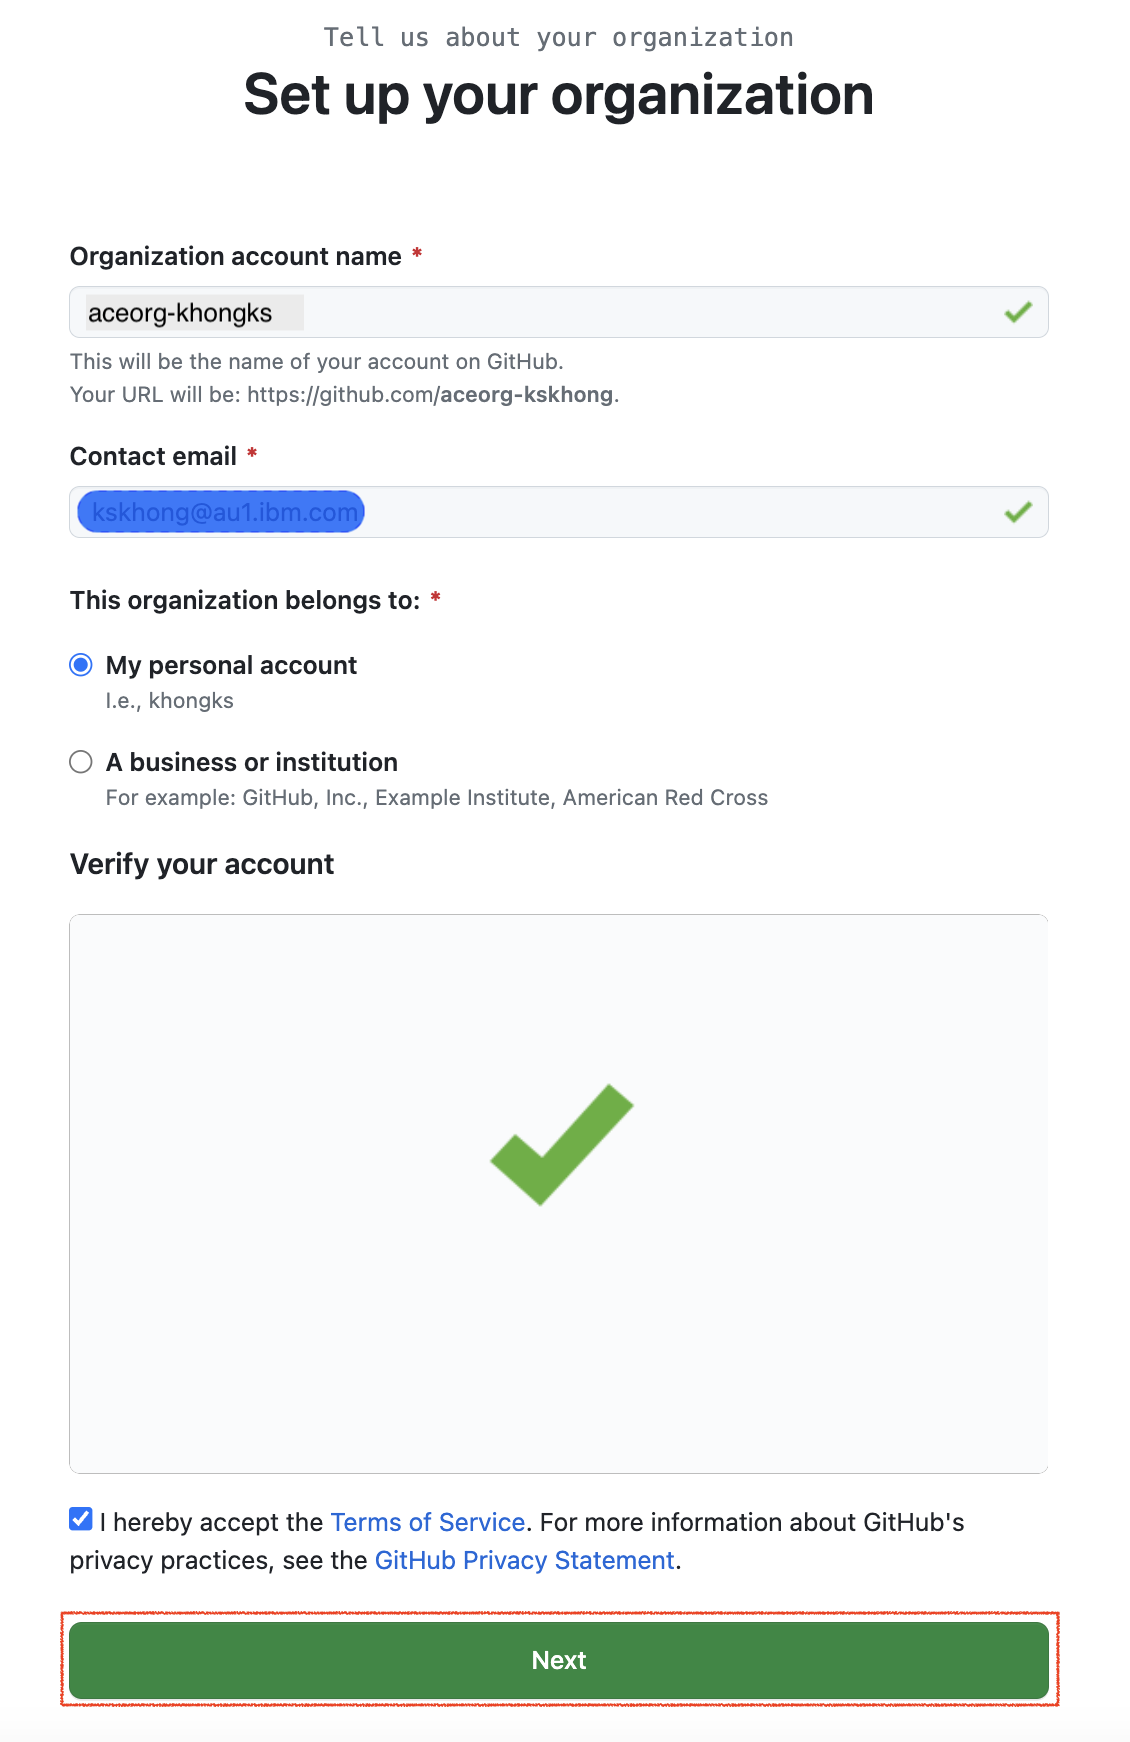 Tell us about your organization
Set up your organization
Organization account name *
aceorg-khongks
This will be the name of your account on GitHub.
Your URL will be: https://github.com/aceorg-kskhong.
Contact email *
kskhong@au1.ibm.com
This organization belongs to: *
My personal account
I.e., khongks
A business or institution
For example: GitHub, Inc., Example Institute, American Red Cross
Verify your account
I hereby accept the Terms of Service. For more information about GitHub's
privacy practices, see the GitHub Privacy Statement.
Next